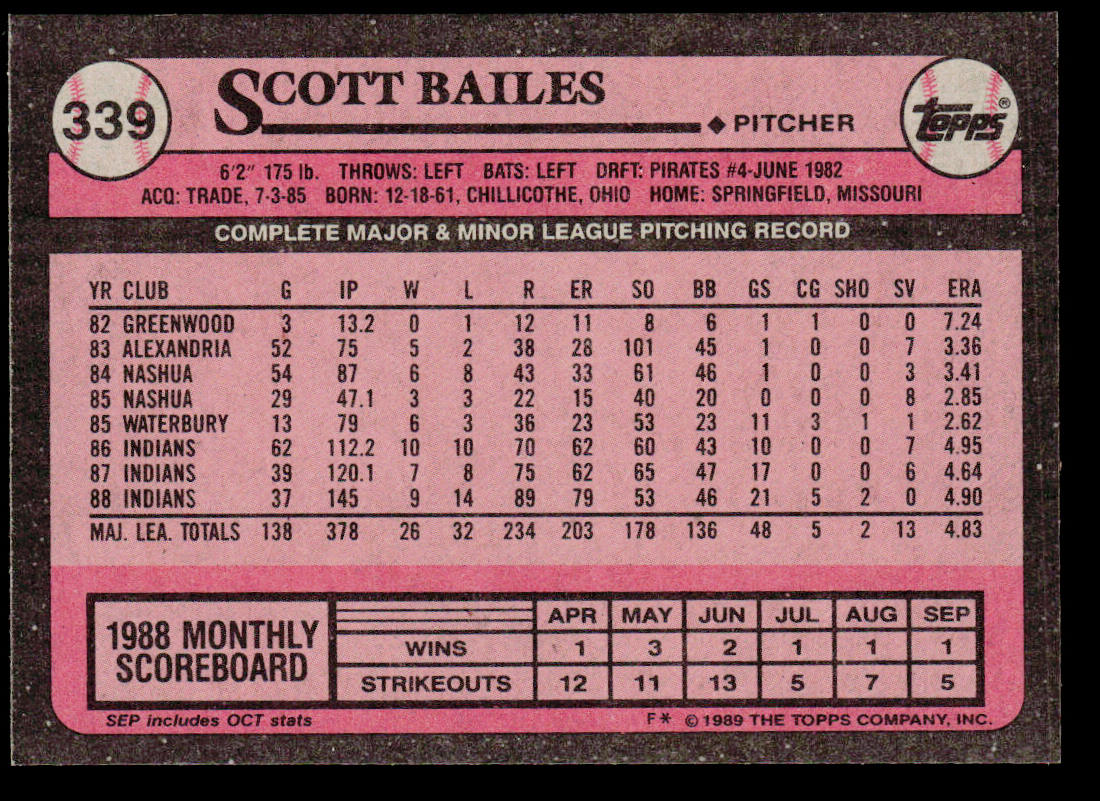 339
SCOTT BAILES
◆ PITCHER
TOPPS®
6'2" 175 lb. THROWS: LEFT BATS: LEFT DRFT: PIRATES #4-JUNE 1982
ACQ: TRADE, 7-3-85 BORN: 12-18-61, CHILLICOTHE, OHIO HOME: SPRINGFIELD, MISSOURI
COMPLETE MAJOR & MINOR LEAGUE PITCHING RECORD
YR CLUB G IP W L R ER SO BB GS CG SHO SV ERA
82 GREENWOOD 3 13.2 0 1 12 11 8 6 1 1 0 0 7.24
83 ALEXANDRIA 52 75 5 2 38 28 101 45 1 0 0 7 3.36
84 NASHUA 54 87 6 8 43 33 61 46 1 0 0 3 3.41
85 NASHUA 29 47.1 3 3 22 15 40 20 0 0 0 8 2.85
85 WATERBURY 13 79 6 3 36 23 53 23 11 3 1 1 2.62
86 INDIANS 62 112.2 10 10 70 62 60 43 10 0 0 7 4.95
87 INDIANS 39 120.1 7 8 75 62 65 47 17 0 0 6 4.64
88 INDIANS 37 145 9 14 89 79 53 46 21 5 2 0 4.90
MAJ. LEA. TOTALS 138 378 26 32 234 203 178 136 48 5 2 13 4.83
1988 MONTHLY
SCOREBOARD
APR MAY JUN JUL AUG SEP
WINS 1 3 2 1 1 1
STRIKEOUTS 12 11 13 5 7 5
SEP includes OCT stats
F* © 1989 THE TOPPS COMPANY, INC.